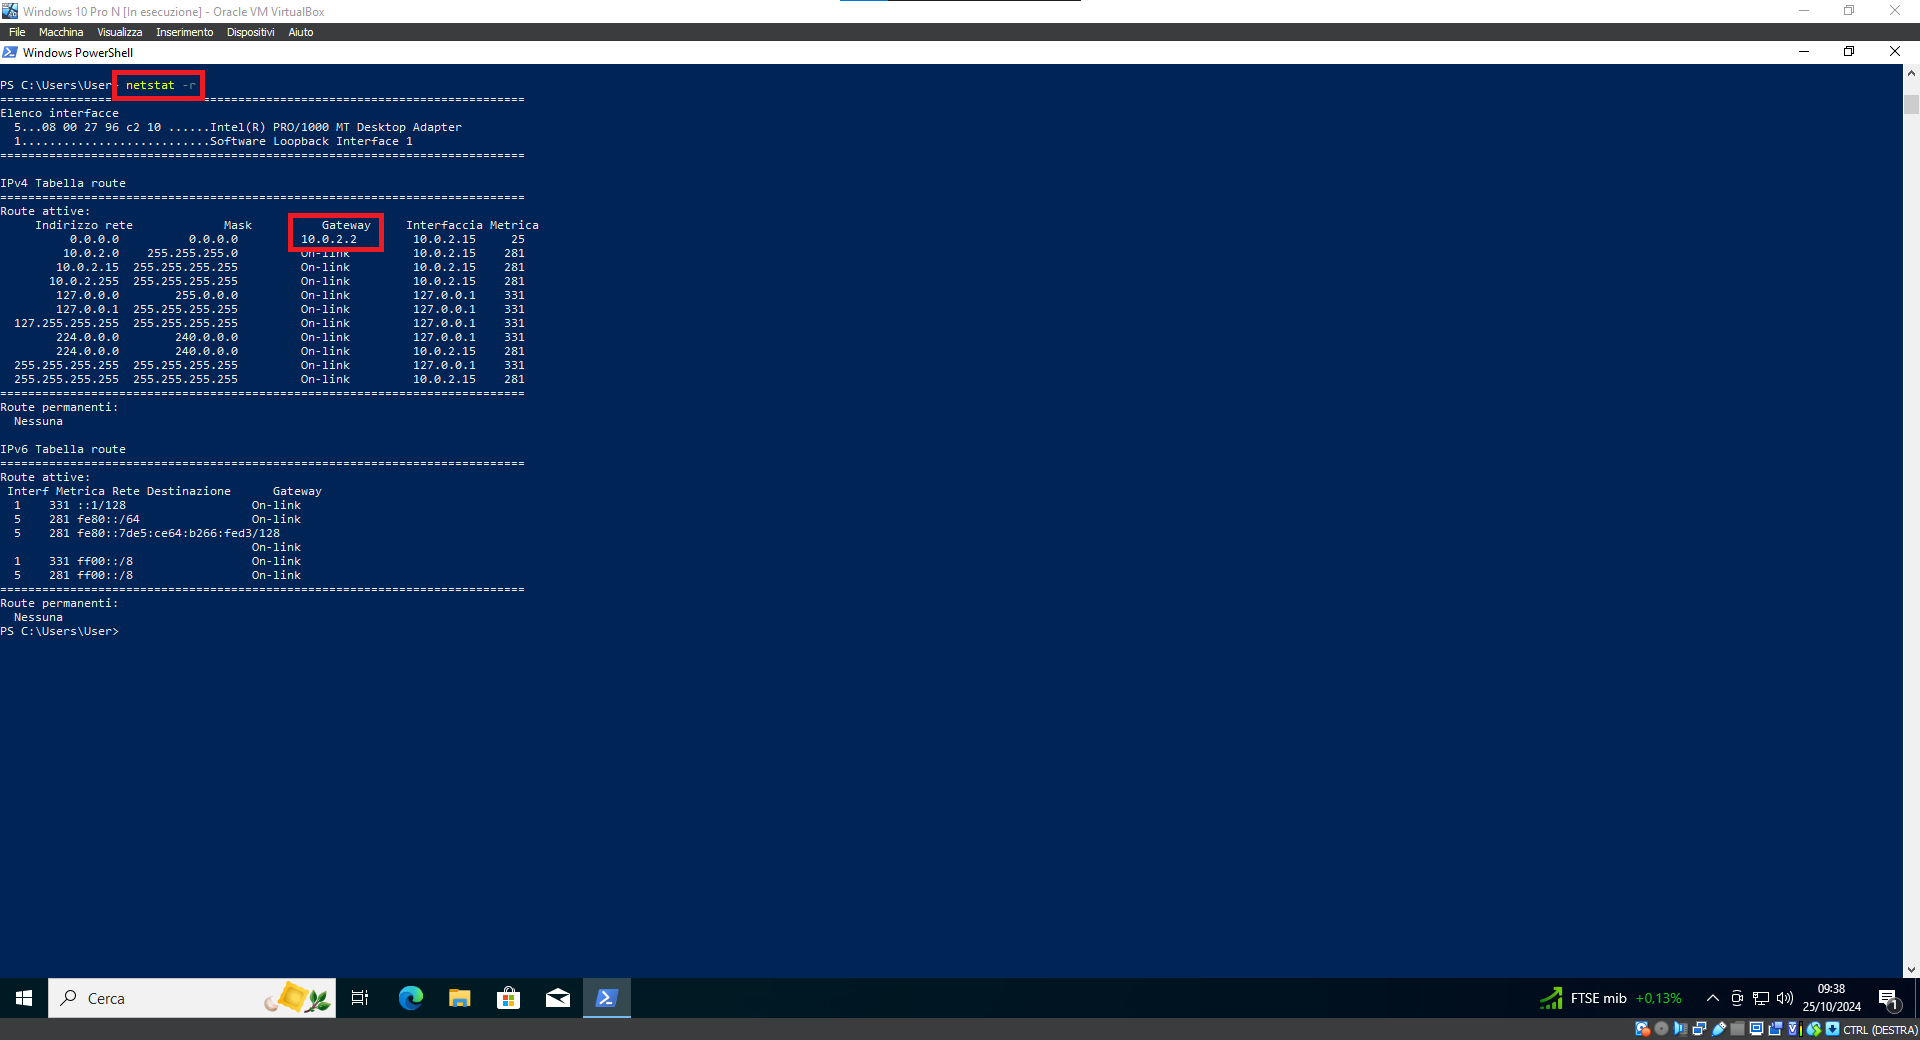 Windows 10 Pro N [In esecuzione] - Oracle VM VirtualBox
File Macchina Visualizza Inserimento Dispositivi Aiuto
Windows PowerShell
PS C:\Users\User> netstat -r
===========================================================================
Elenco interfacce
  5...08 00 27 96 c2 10 ......Intel(R) PRO/1000 MT Desktop Adapter
  1...........................Software Loopback Interface 1
===========================================================================
IPv4 Tabella route
===========================================================================
Route attive:
     Indirizzo rete             Mask          Gateway     Interfaccia Metrica
          0.0.0.0          0.0.0.0         10.0.2.2        10.0.2.15     25
         10.0.2.0    255.255.255.0         On-link         10.0.2.15    281
        10.0.2.15  255.255.255.255         On-link         10.0.2.15    281
       10.0.2.255  255.255.255.255         On-link         10.0.2.15    281
        127.0.0.0        255.0.0.0         On-link         127.0.0.1    331
        127.0.0.1  255.255.255.255         On-link         127.0.0.1    331
  127.255.255.255  255.255.255.255         On-link         127.0.0.1    331
        224.0.0.0        240.0.0.0         On-link         127.0.0.1    331
        224.0.0.0        240.0.0.0         On-link         10.0.2.15    281
  255.255.255.255  255.255.255.255         On-link         127.0.0.1    331
  255.255.255.255  255.255.255.255         On-link         10.0.2.15    281
===========================================================================
Route permanenti:
  Nessuna
IPv6 Tabella route
===========================================================================
Route attive:
 Interf Metrica Rete Destinazione      Gateway
  1    331 ::1/128                  On-link
  5    281 fe80::/64                On-link
  5    281 fe80::7de5:ce64:b266:fed3/128
                                    On-link
  1    331 ff00::/8                 On-link
  5    281 ff00::/8                 On-link
===========================================================================
Route permanenti:
  Nessuna
PS C:\Users\User>
Cerca
FTSE mib +0,13%
09:38
25/10/2024
1
CTRL (DESTRA)